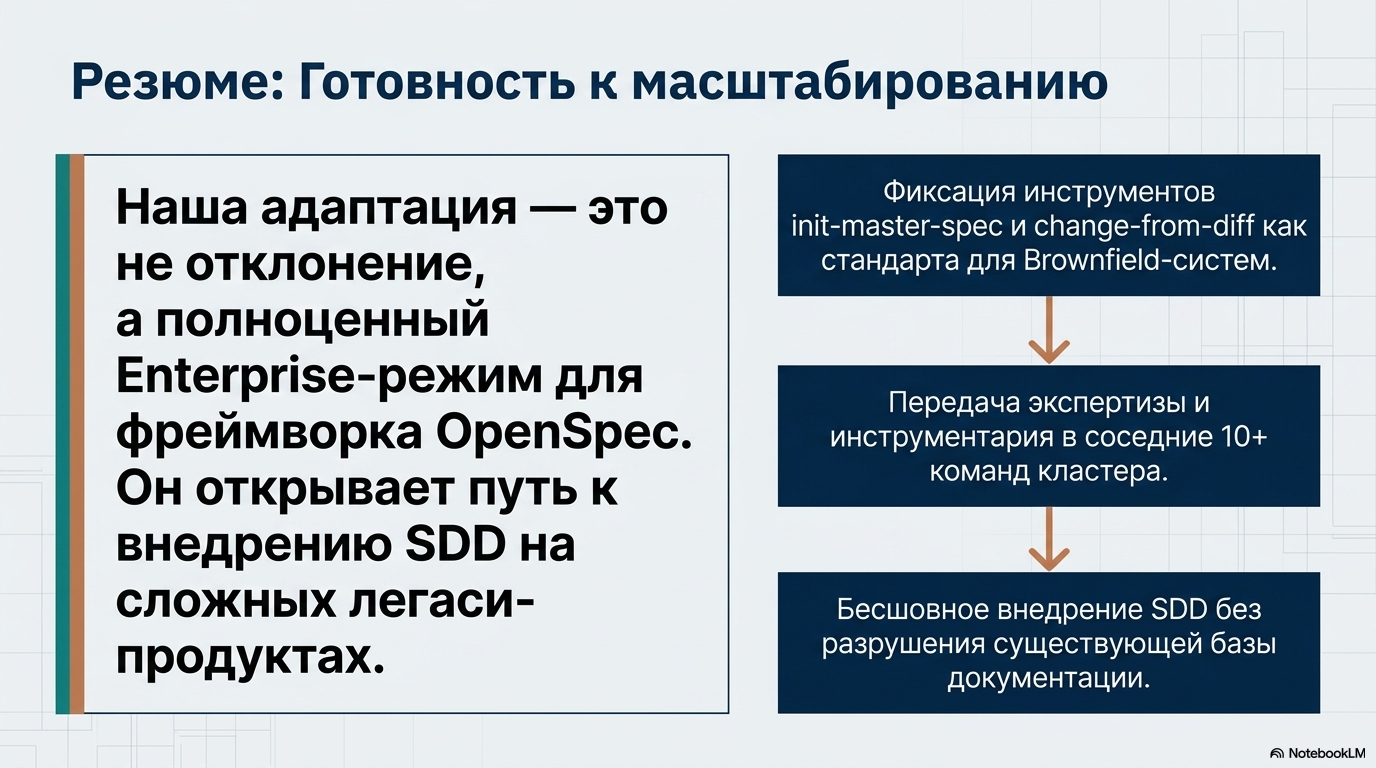 Резюме: Готовность к масштабированию
Наша адаптация — это
не отклонение,
а полноценный
Enterprise-режим для
фреймворка OpenSpec.
Он открывает путь к
внедрению SDD на
сложных легаси-
продуктах.
Фиксация инструментов
init-master-spec и change-from-diff как
стандарта для Brownfield-систем.
Передача экспертизы и
инструментария в соседние 10+
команд кластера.
Бесшовное внедрение SDD без
разрушения существующей базы
документации.
NotebookLM